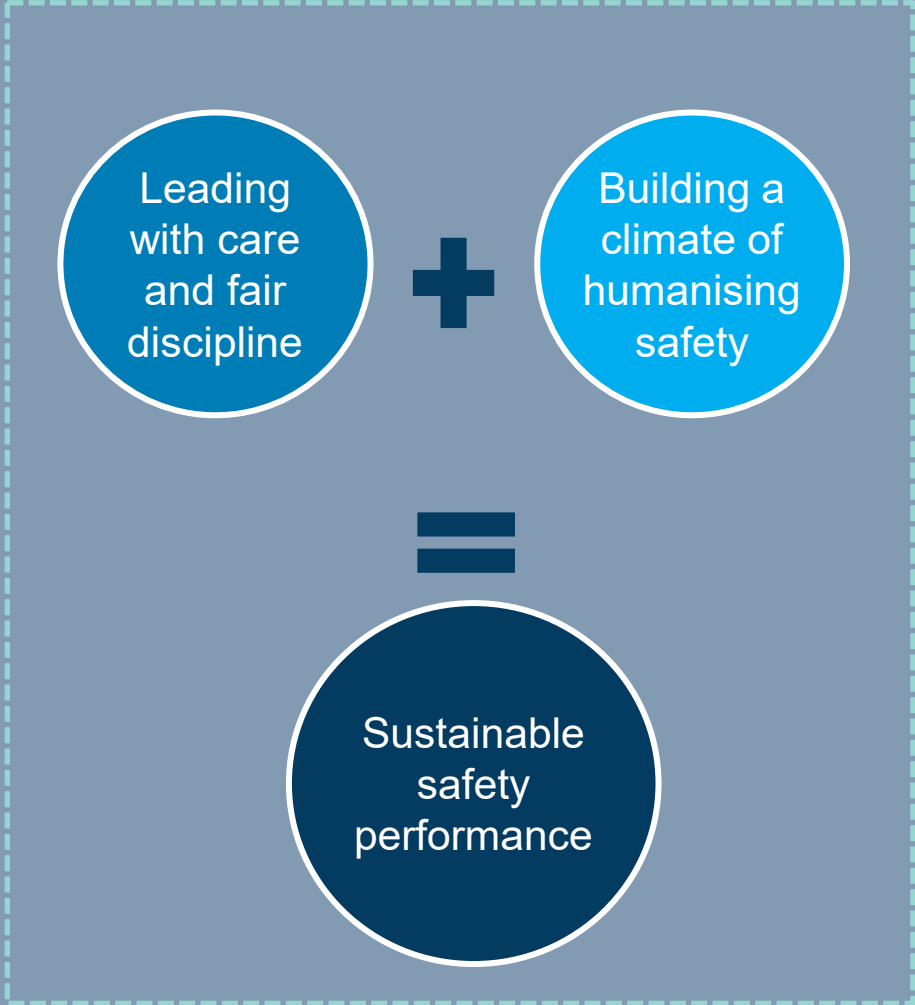 Leading
with care
and fair
discipline
+
Building a
climate of
humanising
safety
=
Sustainable
safety
performance